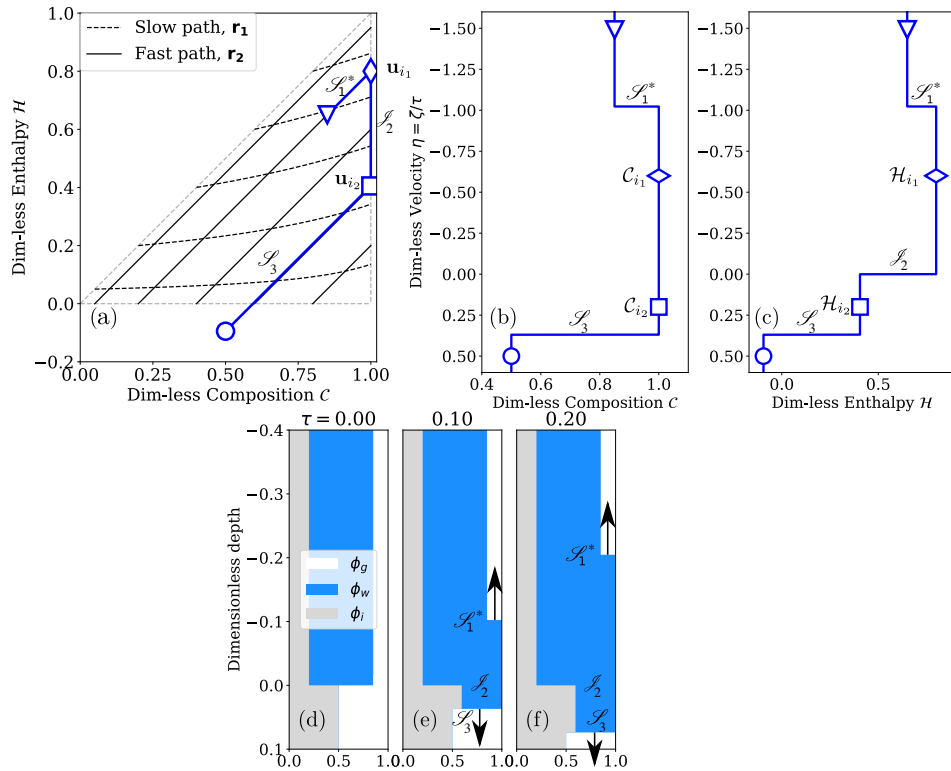 Slow path, r₁
Fast path, r₂
Dim-less Enthalpy ℋ
1.0
0.8
0.6
0.4
0.2
0.0
−0.2
𝒮₁*
u_{i₁}
𝒥₂
u_{i₂}
𝒮₃
(a)
0.00 0.25 0.50 0.75 1.00
Dim-less Composition 𝒞
Dim-less Velocity η = ζ/τ
−1.50
−1.25
−1.00
−0.75
−0.50
−0.25
0.00
0.25
0.50
𝒮₁*
𝒞_{i₁}
𝒞_{i₂}
(b)
𝒮₃
0.4 0.6 0.8 1.0
Dim-less Composition 𝒞
𝒮₁*
ℋ_{i₁}
𝒥₂
ℋ_{i₂}
(c)
𝒮₃
0.0 0.5
Dim-less Enthalpy ℋ
τ = 0.00 0.10 0.20
Dimensionless depth
−0.4
−0.3
−0.2
−0.1
0.0
0.1
ϕ_g
ϕ_w
ϕ_i
(d)
0.0 0.5 1.0
𝒮₁*
𝒥₂
(e)
𝒮₃
0.5 1.0
𝒮₁*
𝒥₂
(f)
𝒮₃
0.5 1.0